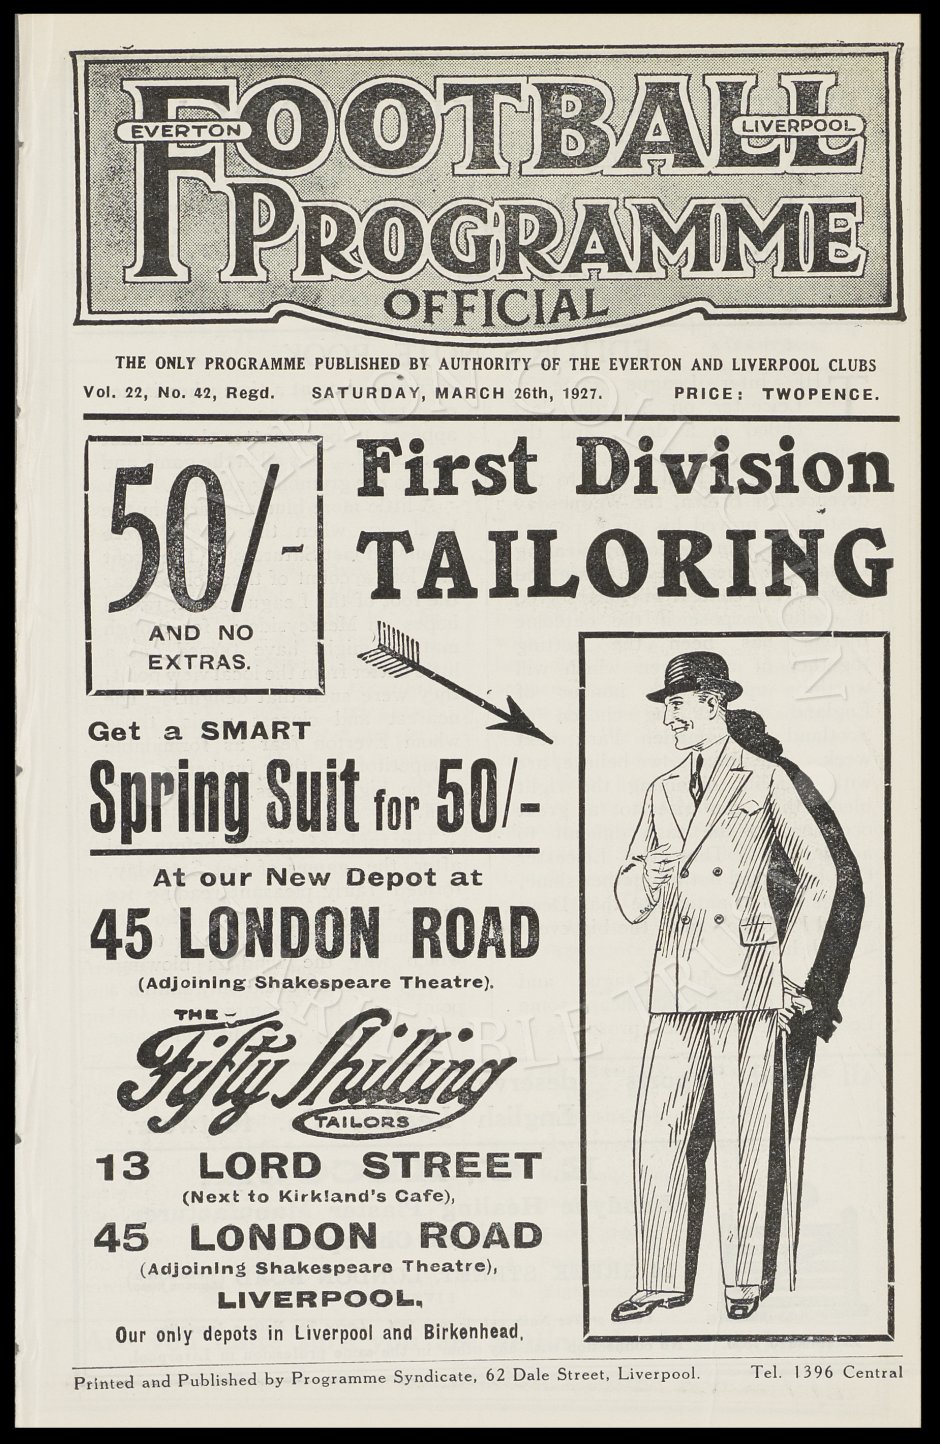 FOOTBALL
EVERTON
LIVERPOOL
PROGRAMME
OFFICIAL
THE ONLY PROGRAMME PUBLISHED BY AUTHORITY OF THE EVERTON AND LIVERPOOL CLUBS
Vol. 22, No. 42, Regd. SATURDAY, MARCH 26th, 1927. PRICE: TWOPENCE.
50/-
AND NO
EXTRAS.
First Division
TAILORING
Get a SMART
Spring Suit for 50/-
At our New Depot at
45 LONDON ROAD
(Adjoining Shakespeare Theatre).
THE
Fifty Shilling
TAILORS
13 LORD STREET
(Next to Kirkland's Cafe),
45 LONDON ROAD
(Adjoining Shakespeare Theatre),
LIVERPOOL.
Our only depots in Liverpool and Birkenhead.
Printed and Published by Programme Syndicate, 62 Dale Street, Liverpool. Tel. 1396 Central
EVERTON COLLECTION
CHARITABLE TRUST